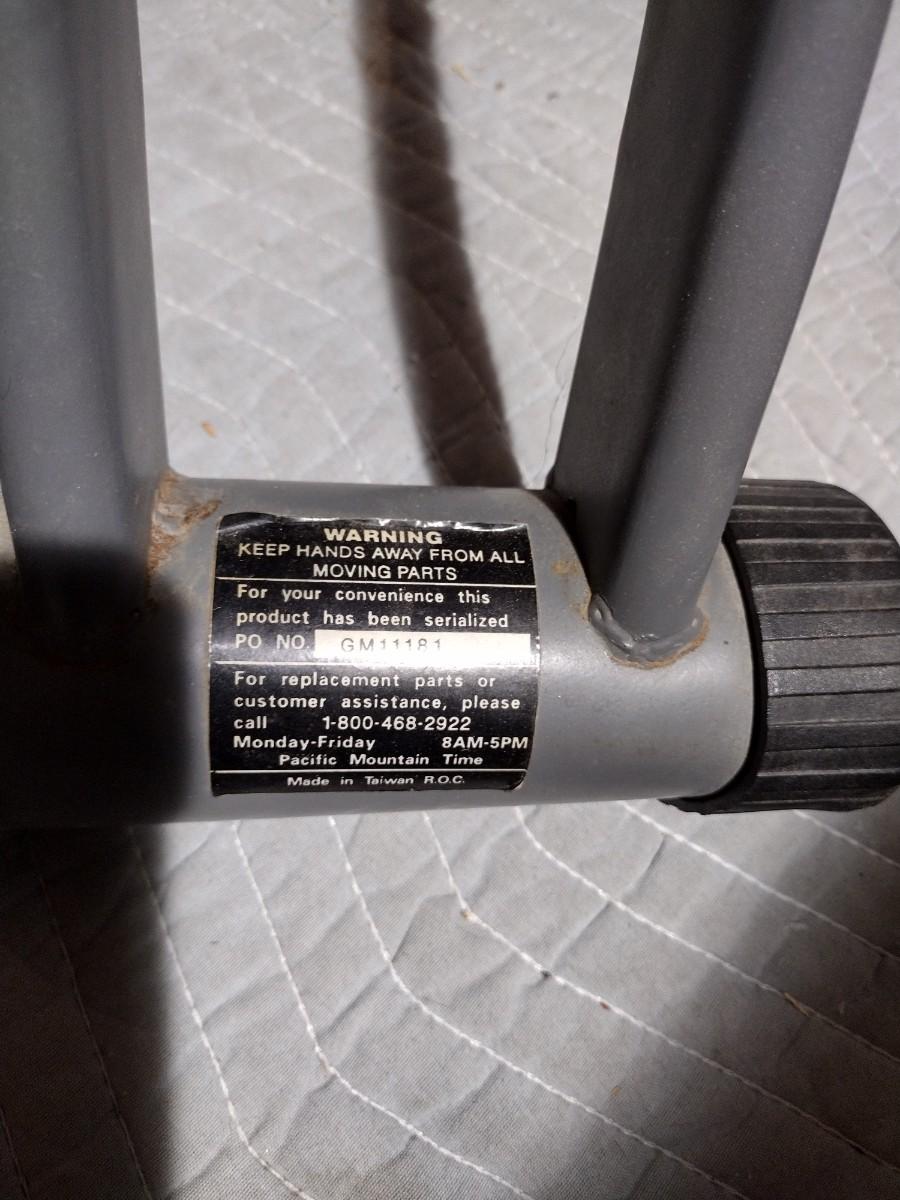 WARNING
KEEP HANDS AWAY FROM ALL
MOVING PARTS
For your convenience this
product has been serialized
PO NO. GM11181
For replacement parts or
customer assistance, please
call 1-800-468-2922
Monday-Friday 8AM-5PM
Pacific Mountain Time
Made in Taiwan R.O.C.